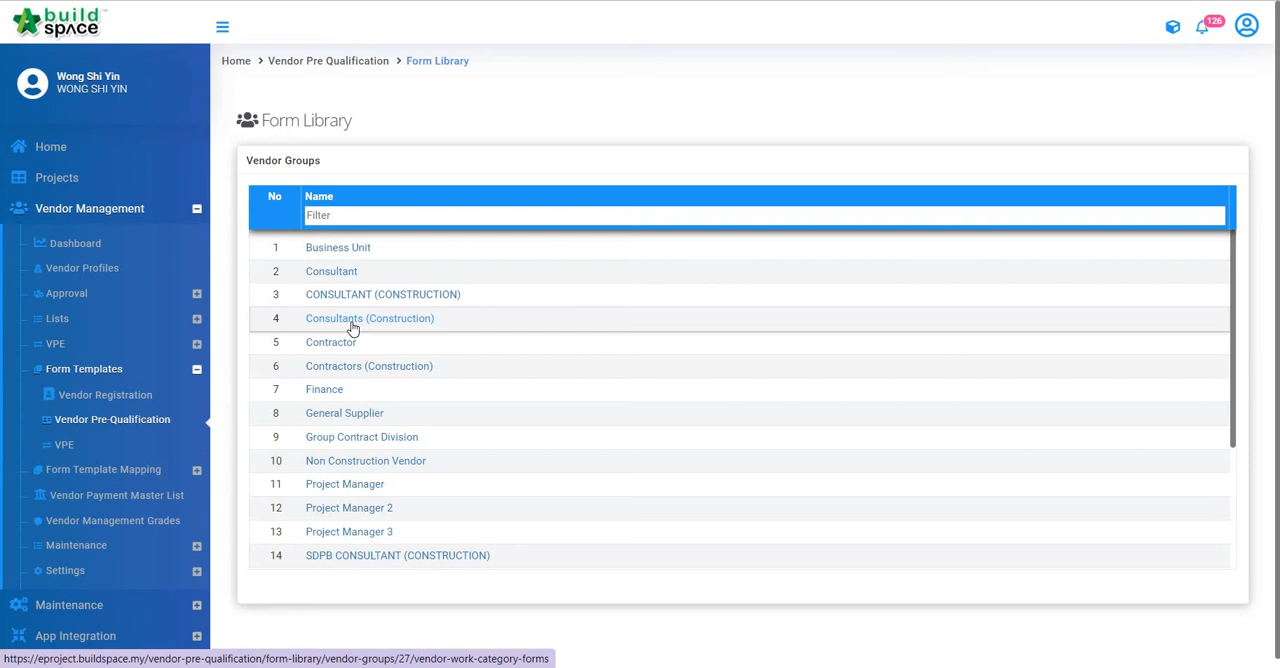 build
space
126
Wong Shi Yin
WONG SHI YIN
Home > Vendor Pre Qualification > Form Library
Home
Projects
Vendor Management
Dashboard
Vendor Profiles
Approval
Lists
VPE
Form Templates
Vendor Registration
Vendor Pre-Qualification
VPE
Form Template Mapping
Vendor Payment Master List
Vendor Management Grades
Maintenance
Settings
Maintenance
App Integration
Form Library
Vendor Groups
No Name
Filter
1 Business Unit
2 Consultant
3 CONSULTANT (CONSTRUCTION)
4 Consultants (Construction)
5 Contractor
6 Contractors (Construction)
7 Finance
8 General Supplier
9 Group Contract Division
10 Non Construction Vendor
11 Project Manager
12 Project Manager 2
13 Project Manager 3
14 SDPB CONSULTANT (CONSTRUCTION)
https://eproject.buildspace.my/vendor-pre-qualification/form-library/vendor-groups/27/vendor-work-category-forms